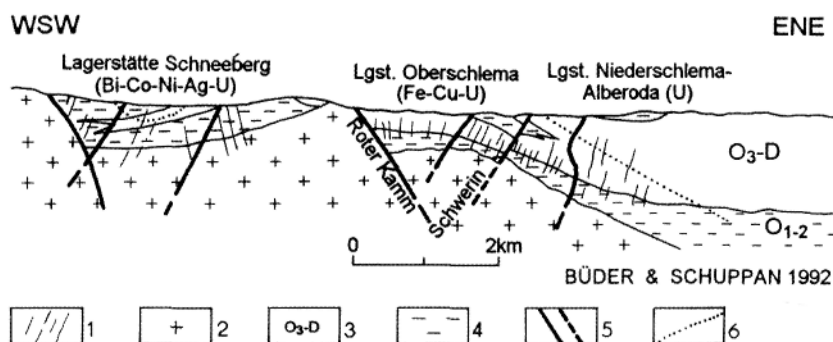 WSW
ENE
Lagerstätte Schneeberg
(Bi-Co-Ni-Ag-U)
Lgst. Oberschlema
(Fe-Cu-U)
Lgst. Niederschlema-
Alberoda (U)
Roter Kamm
Schwerin
O₃-D
O₁₋₂
0 2km
BÜDER & SCHUPPAN 1992
1 2 O₃-D 3 4 5 6